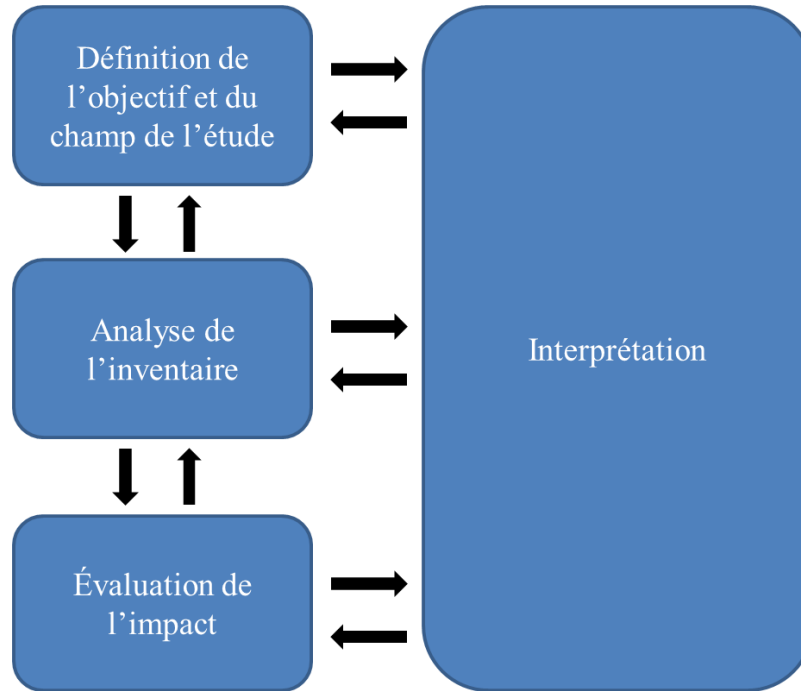 Définition de
l’objectif et du
champ de l’étude
Analyse de
l’inventaire
Interprétation
Évaluation de
l’impact